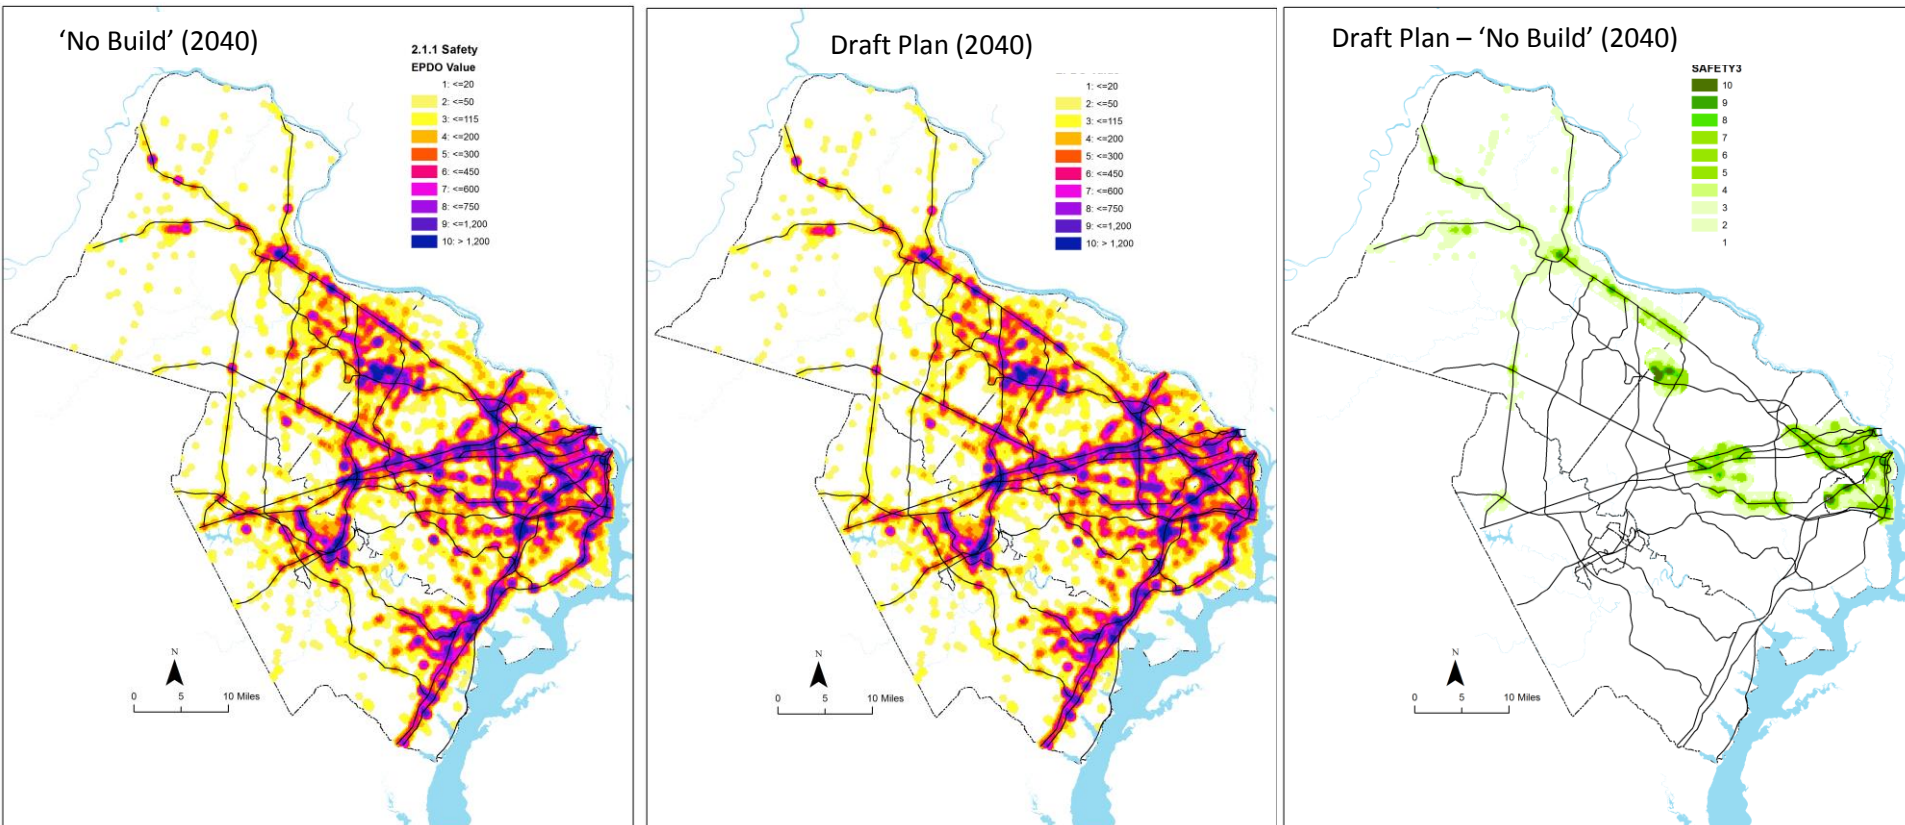 ‘No Build’ (2040)
2.1.1 Safety
EPDO Value
1: <=20
2: <=50
3: <=115
4: <=200
5: <=300
6: <=450
7: <=600
8: <=750
9: <=1,200
10: > 1,200
N
0 5 10 Miles
Draft Plan (2040)
1: <=20
2: <=50
3: <=115
4: <=200
5: <=300
6: <=450
7: <=600
8: <=750
9: <=1,200
10: > 1,200
N
0 5 10 Miles
Draft Plan – ‘No Build’ (2040)
SAFETY3
10
9
8
7
6
5
4
3
2
1
N
0 5 10 Miles